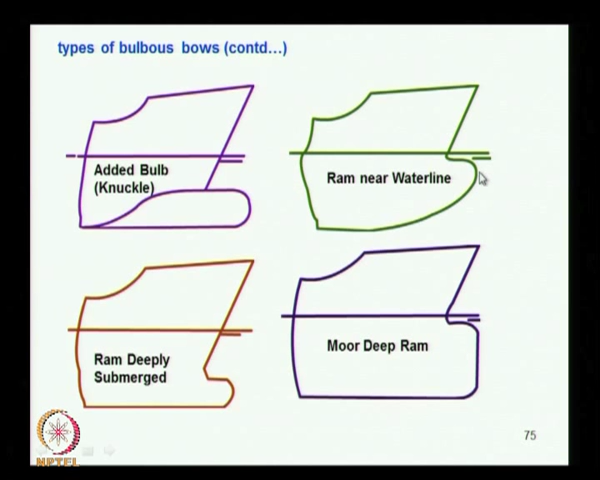 types of bulbous bows (contd...)
Added Bulb
(Knuckle)
Ram near Waterline
Ram Deeply
Submerged
Moor Deep Ram
75
NPTEL